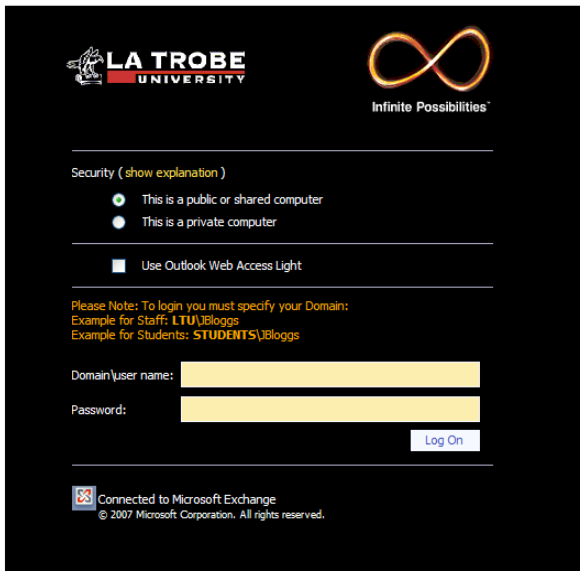 LA TROBE
UNIVERSITY
Infinite Possibilities™
Security ( show explanation )
This is a public or shared computer
This is a private computer
Use Outlook Web Access Light
Please Note: To login you must specify your Domain:
Example for Staff: LTU\JBloggs
Example for Students: STUDENTS\JBloggs
Domain\user name:
Password:
Log On
Connected to Microsoft Exchange
© 2007 Microsoft Corporation. All rights reserved.